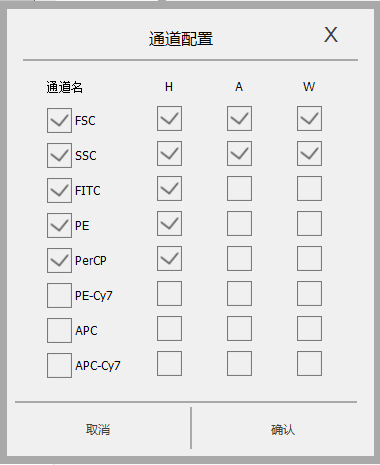 通道配置 X
通道名 H A W
FSC
SSC
FITC
PE
PerCP
PE-Cy7
APC
APC-Cy7
取消 确认